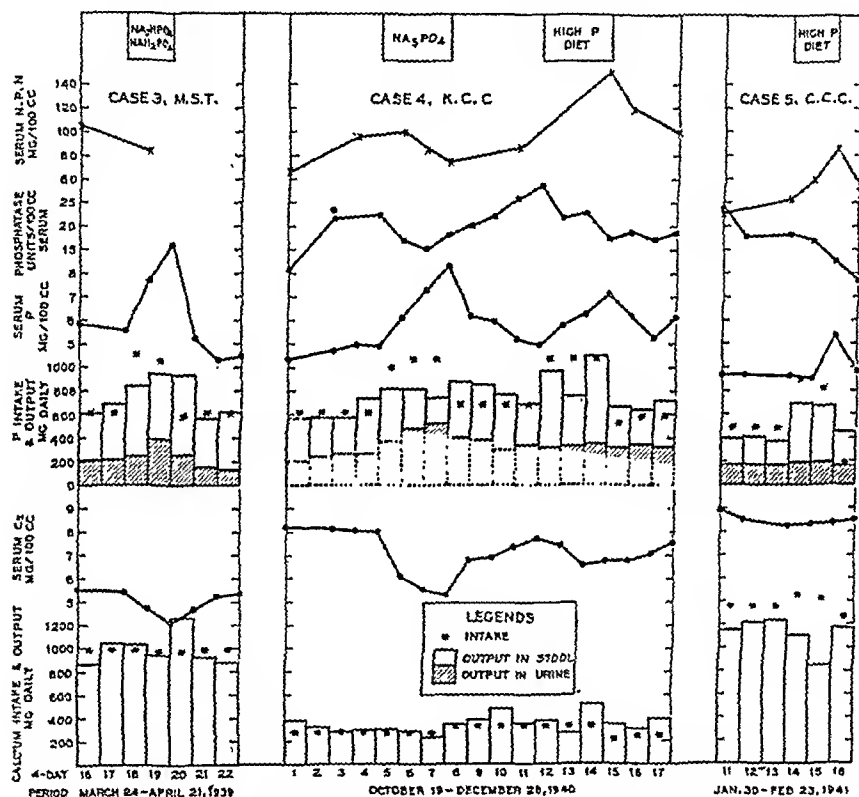 NA2HPO4
NAH2PO4
NA3PO4
HIGH P
DIET
HIGH P
DIET
CASE 3, M.S.T.
CASE 4, K.C.C
CASE 5, C.C.C.
SERUM N.P.N
MG/100 CC
140
120
100
80
60
PHOSPHATASE
UNITS/100CC
SERUM
25
20
15
SERUM
P
MG/100 CC
8
7
6
5
P INTAKE
& OUTPUT
MG DAILY
1000
808
600
400
200
0
SERUM Ca
MG/100 CC
9
8
7
6
5
CALCIUM INTAKE & OUTPUT
MG DAILY
1200
1000
800
600
400
200
LEGENDS
* INTAKE
OUTPUT IN STOOL
OUTPUT IN URINE
4-DAY
PERIOD
16 17 18 19 20 21 22
1 2 3 4 5 6 7 8 9 10 11 12 13 14 15 16 17
11 12 13 14 15 16
MARCH 24-APRIL 21, 1939
OCTOBER 19-DECEMBER 28, 1940
JAN. 30-FEB 23, 1941